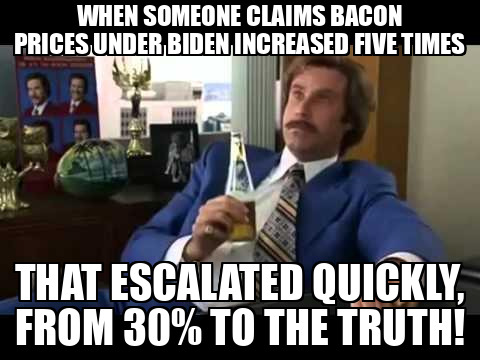 WHEN SOMEONE CLAIMS BACON
PRICES UNDER BIDEN INCREASED FIVE TIMES
THAT ESCALATED QUICKLY,
FROM 30% TO THE TRUTH!